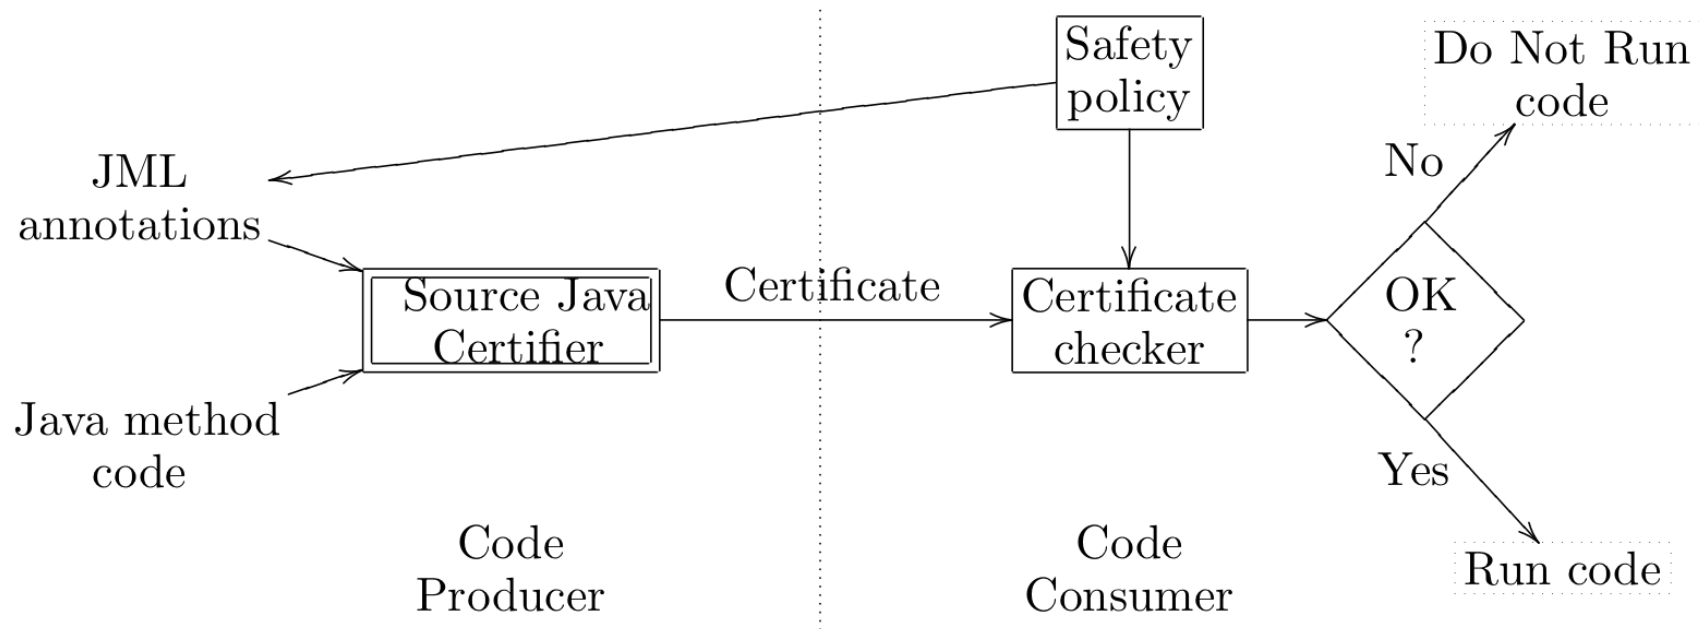 Safety
policy
Do Not Run
code
No
JML
annotations
Source Java
Certifier
Certificate
Certificate
checker
OK
?
Java method
code
Yes
Code
Producer
Code
Consumer
Run code